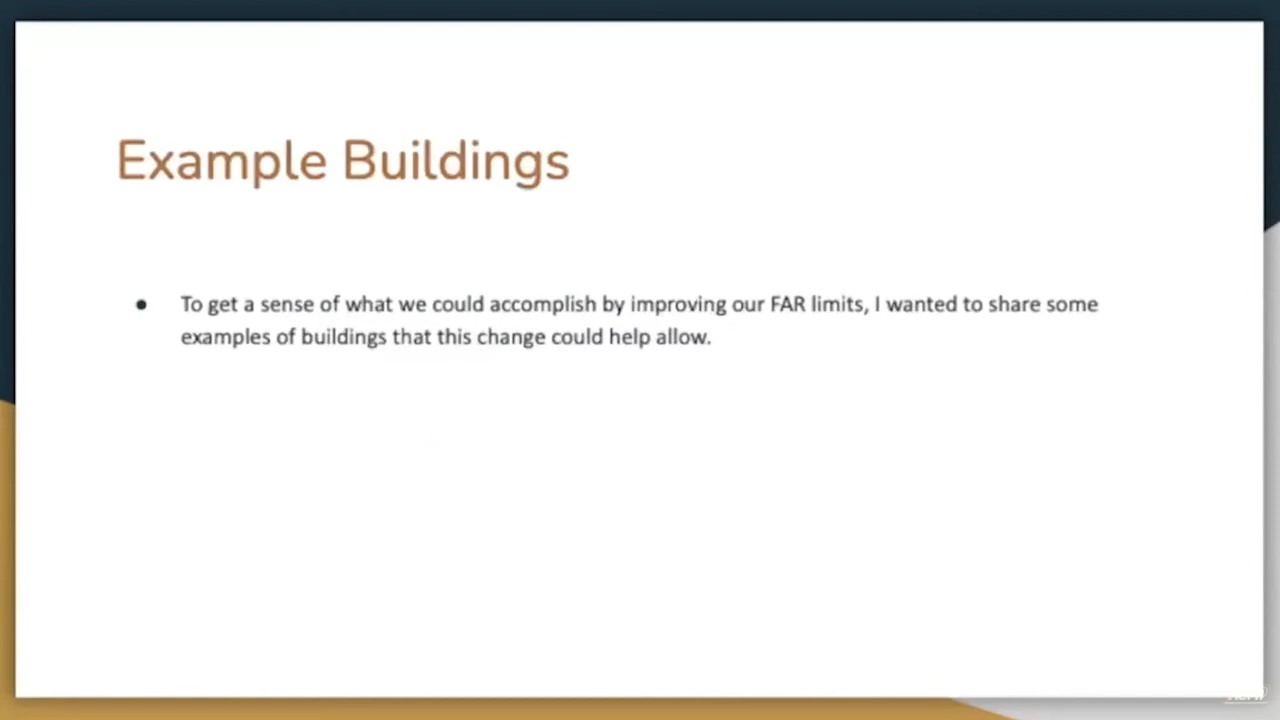 Example Buildings
● To get a sense of what we could accomplish by improving our FAR limits, I wanted to share some
examples of buildings that this change could help allow.